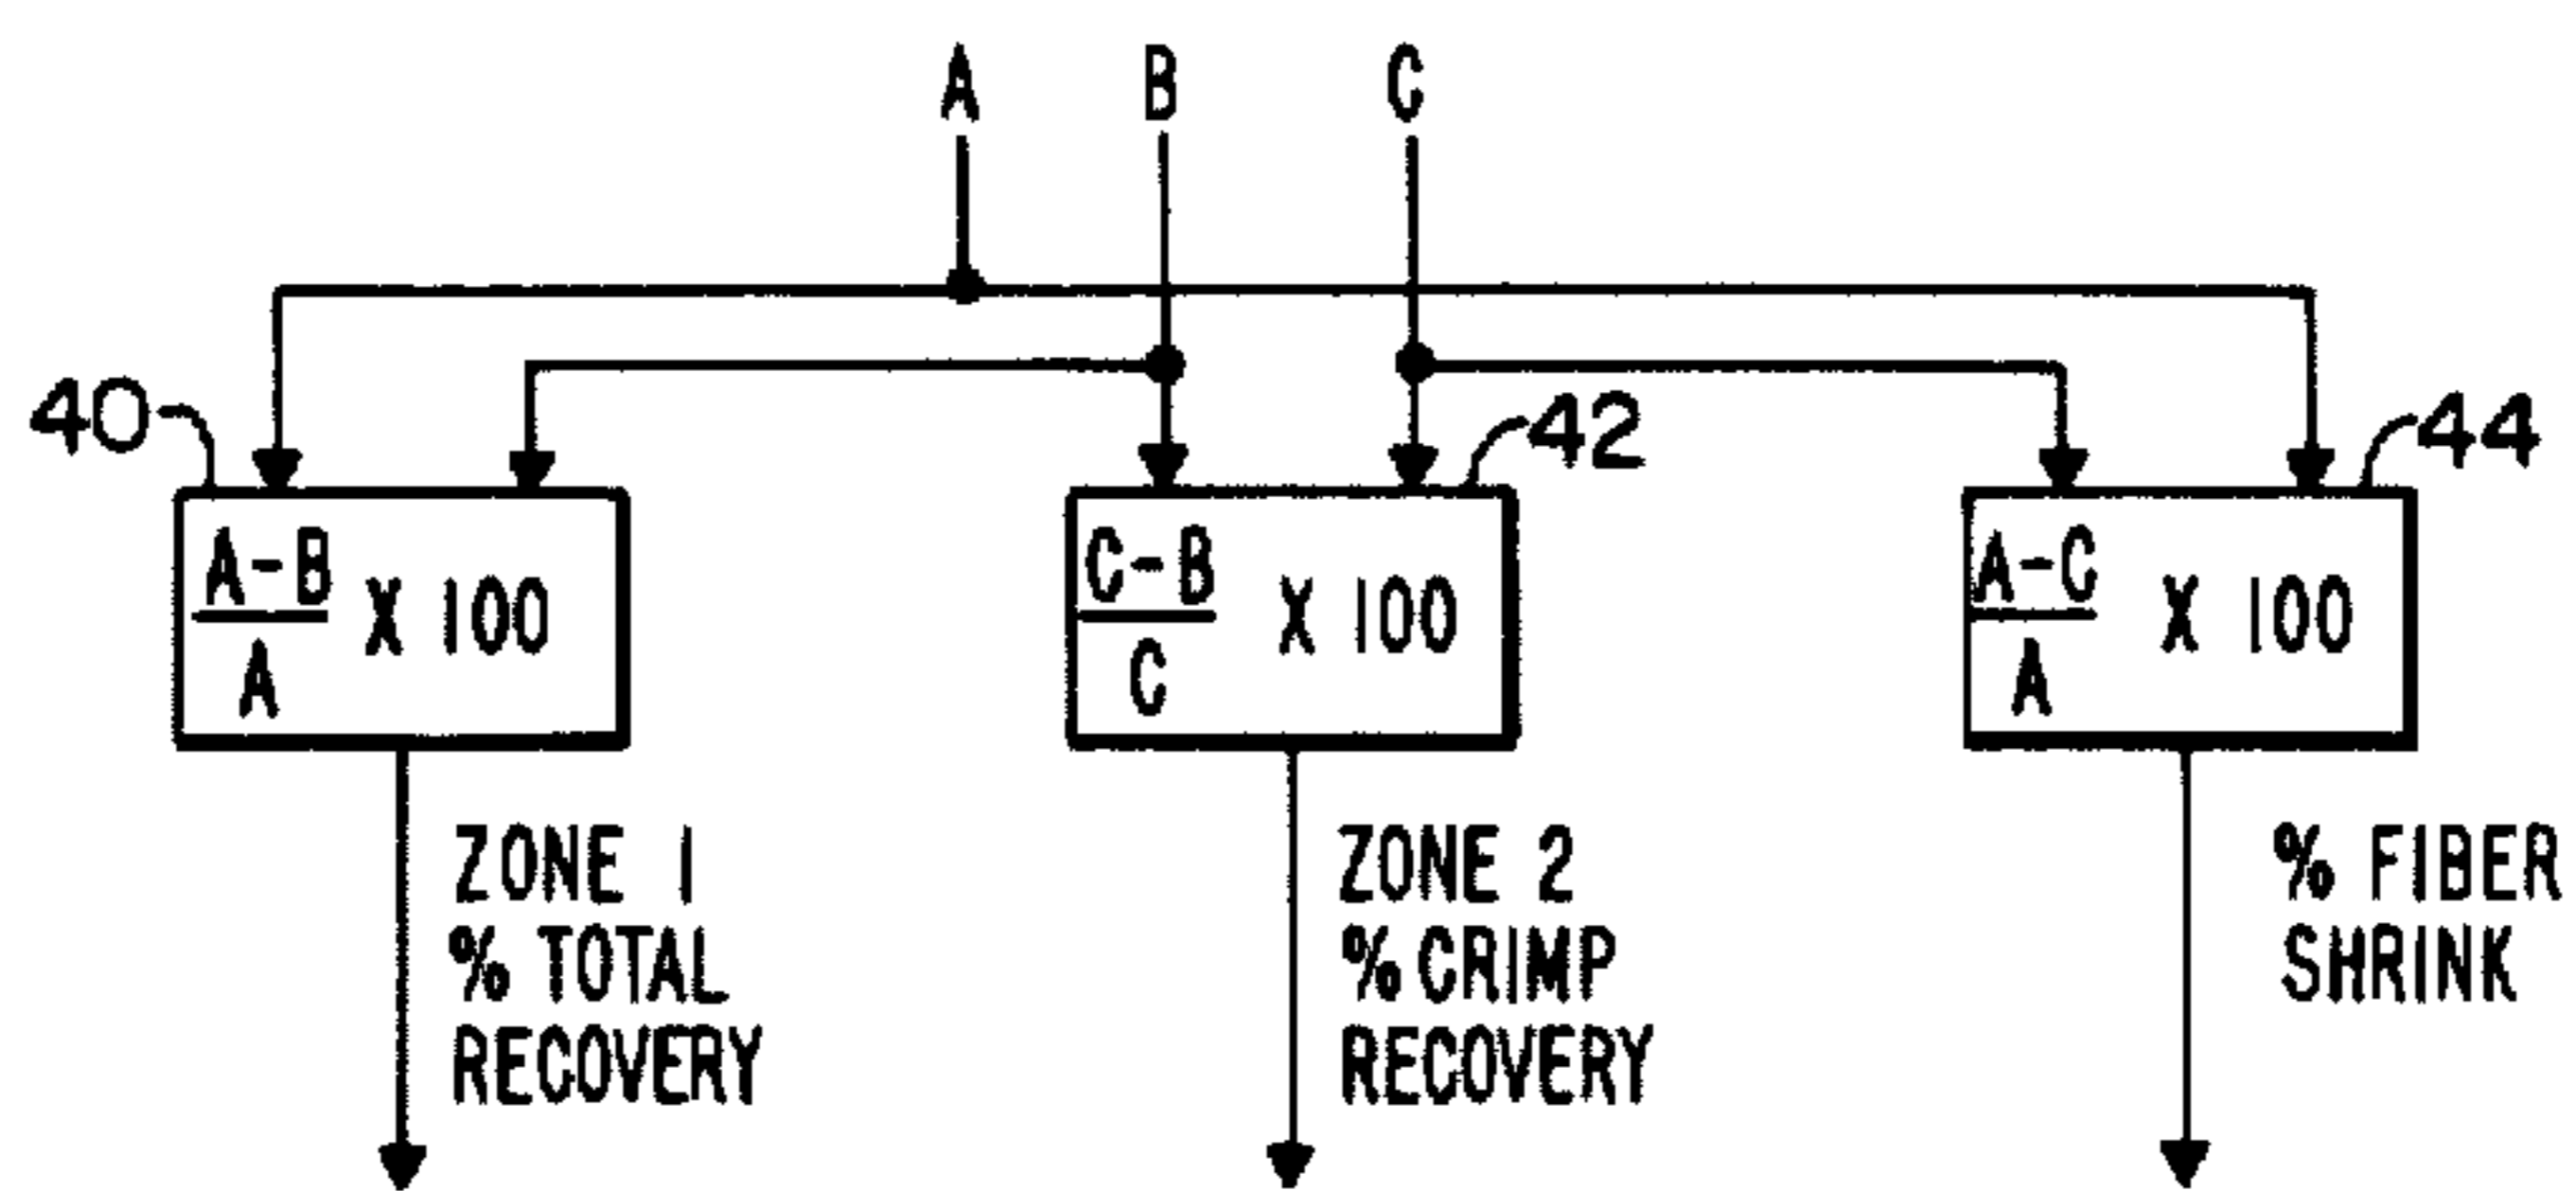 A B C
40
42
44
A-B
A
X 100
C-B
C
X 100
A-C
A
X 100
ZONE 1
% TOTAL
RECOVERY
ZONE 2
% CRIMP
RECOVERY
% FIBER
SHRINK